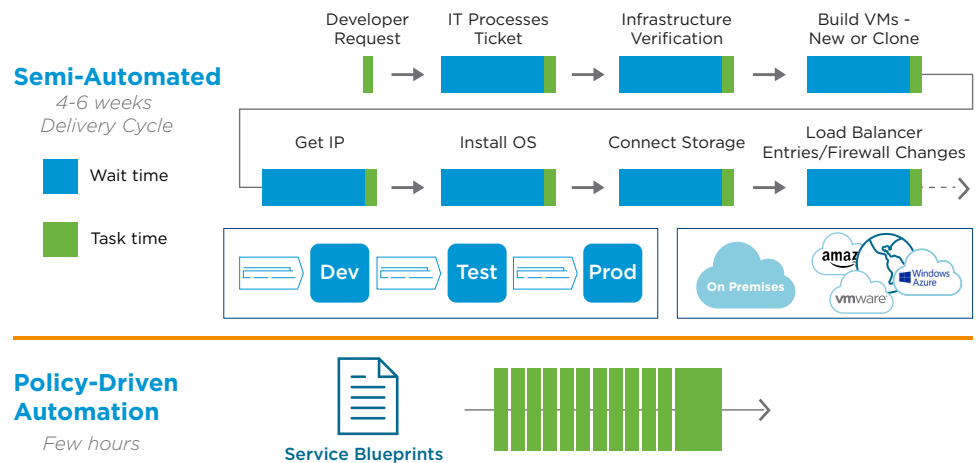 Developer
Request
IT Processes
Ticket
Infrastructure
Verification
Build VMs -
New or Clone
Semi-Automated
4-6 weeks
Delivery Cycle
Wait time
Task time
Get IP
Install OS
Connect Storage
Load Balancer
Entries/Firewall Changes
Dev
Test
Prod
On Premises
amaz
vmware
Windows
Azure
Policy-Driven
Automation
Few hours
Service Blueprints